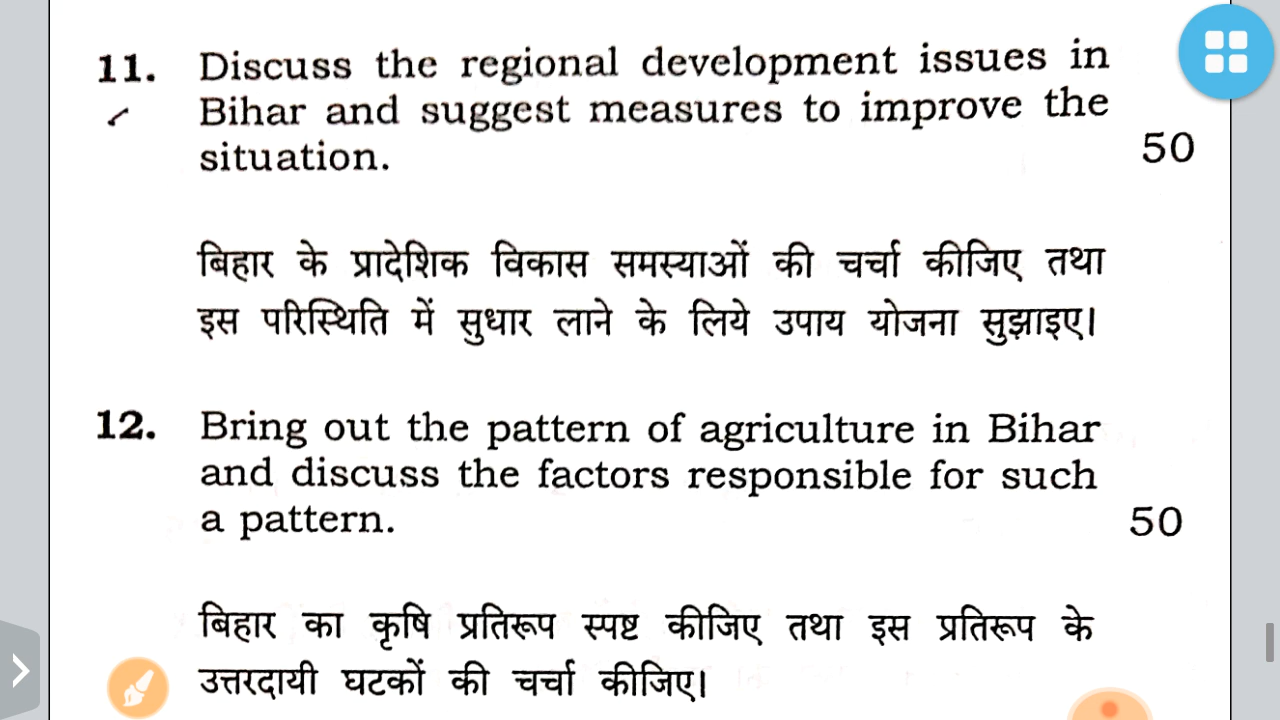 11. Discuss the regional development issues in
Bihar and suggest measures to improve the
situation. 50
बिहार के प्रादेशिक विकास समस्याओं की चर्चा कीजिए तथा
इस परिस्थिति में सुधार लाने के लिये उपाय योजना सुझाइए।
12. Bring out the pattern of agriculture in Bihar
and discuss the factors responsible for such
a pattern. 50
बिहार का कृषि प्रतिरूप स्पष्ट कीजिए तथा इस प्रतिरूप के
उत्तरदायी घटकों की चर्चा कीजिए।